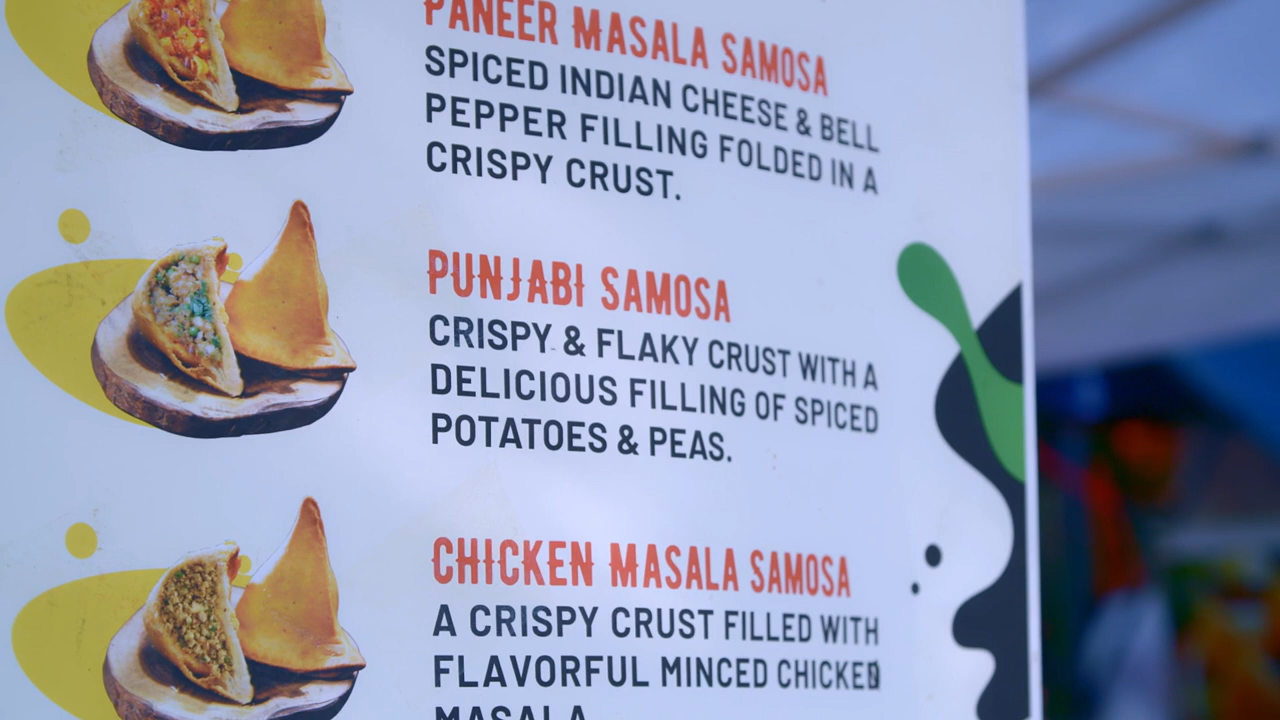 PANEER MASALA SAMOSA
SPICED INDIAN CHEESE & BELL
PEPPER FILLING FOLDED IN A
CRISPY CRUST.
PUNJABI SAMOSA
CRISPY & FLAKY CRUST WITH A
DELICIOUS FILLING OF SPICED
POTATOES & PEAS.
CHICKEN MASALA SAMOSA
A CRISPY CRUST FILLED WITH
FLAVORFUL MINCED CHICKEN
MASALA